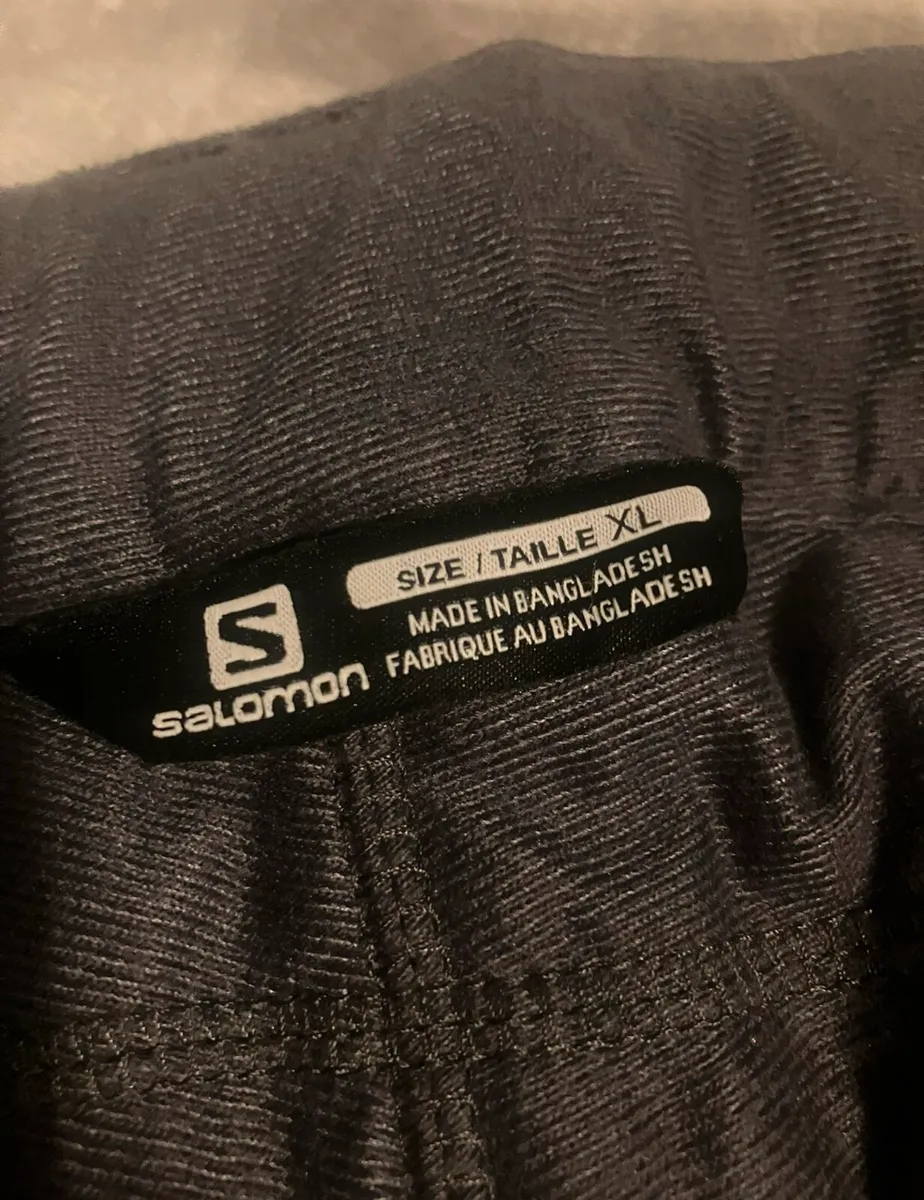 SIZE / TAILLE XL
MADE IN BANGLADESH
FABRIQUE AU BANGLADESH
S
salomon